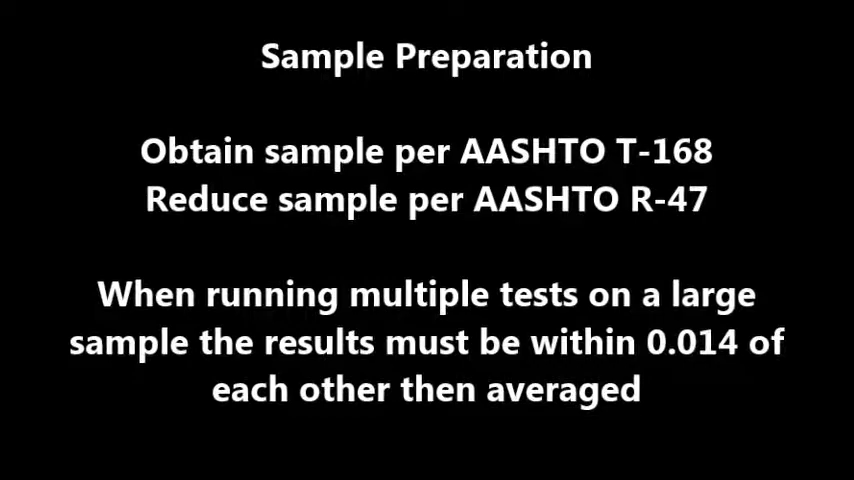 Sample Preparation
Obtain sample per AASHTO T-168
Reduce sample per AASHTO R-47
When running multiple tests on a large
sample the results must be within 0.014 of
each other then averaged